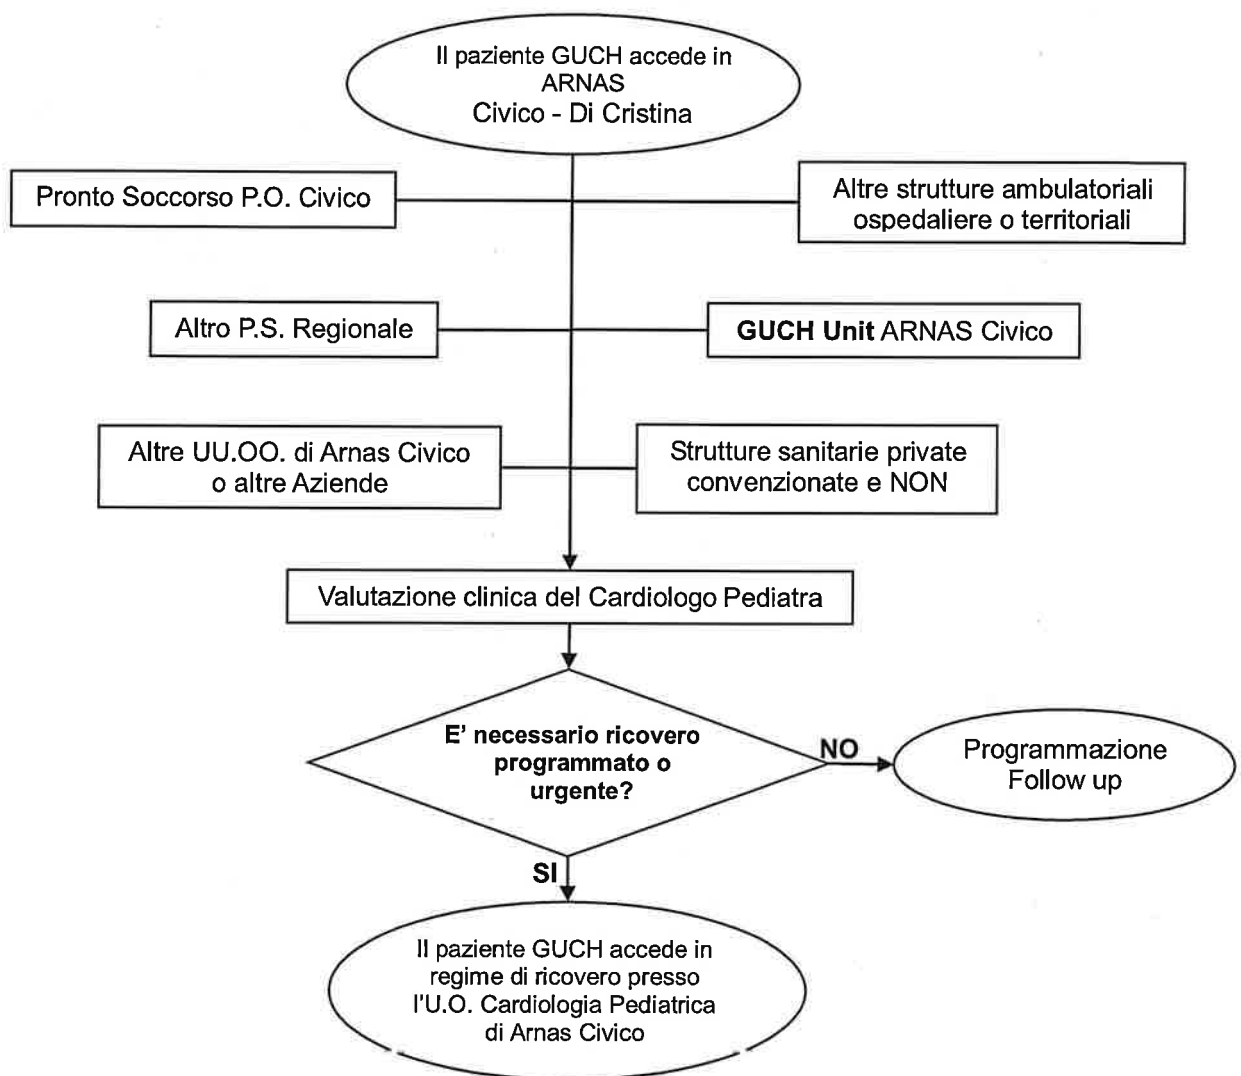 Il paziente GUCH accede in
ARNAS
Civico - Di Cristina
Pronto Soccorso P.O. Civico
Altre strutture ambulatoriali
ospedaliere o territoriali
Altro P.S. Regionale
GUCH Unit ARNAS Civico
Altre UU.OO. di Arnas Civico
o altre Aziende
Strutture sanitarie private
convenzionate e NON
Valutazione clinica del Cardiologo Pediatra
E' necessario ricovero
programmato o
urgente?
NO
Programmazione
Follow up
SI
Il paziente GUCH accede in
regime di ricovero presso
l'U.O. Cardiologia Pediatrica
di Arnas Civico